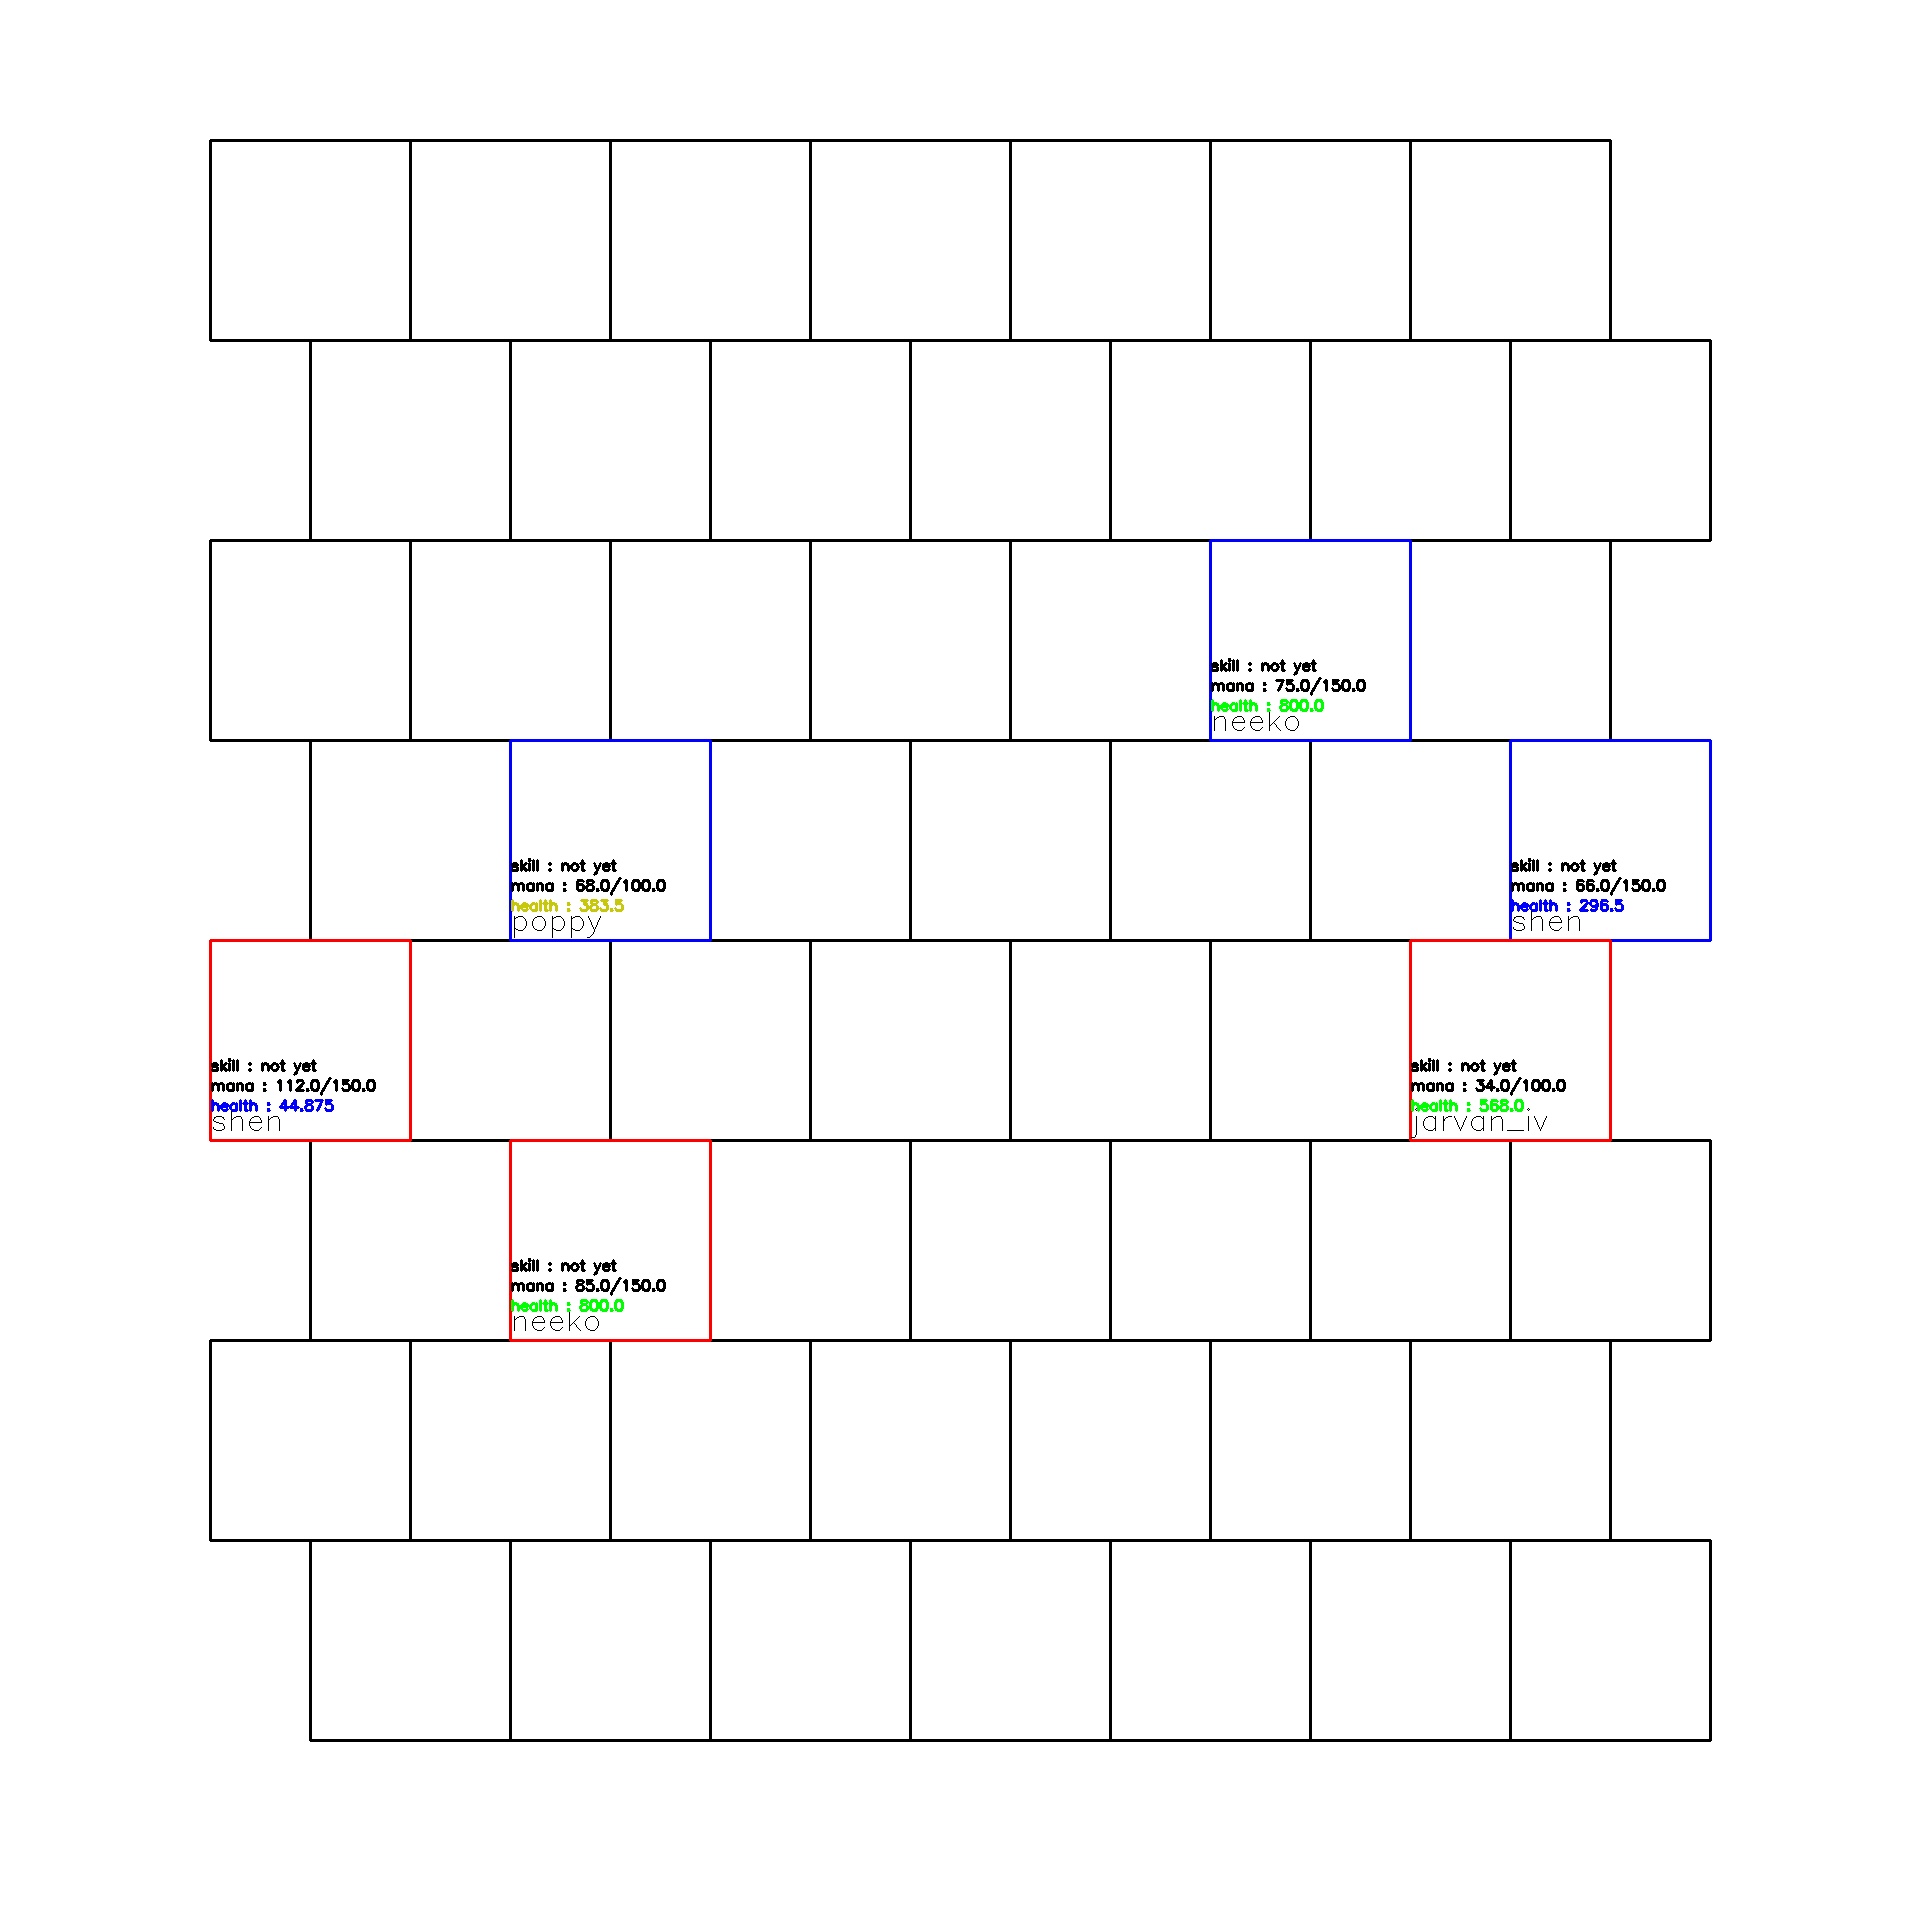 skill : not yet
mana : 75.0/150.0
health : 800.0
neeko
skill : not yet
mana : 68.0/100.0
health : 383.5
poppy
skill : not yet
mana : 66.0/150.0
health : 296.5
shen
skill : not yet
mana : 112.0/150.0
health : 44.875
shen
skill : not yet
mana : 34.0/100.0
health : 568.0
jarvan_iv
skill : not yet
mana : 85.0/150.0
health : 800.0
neeko